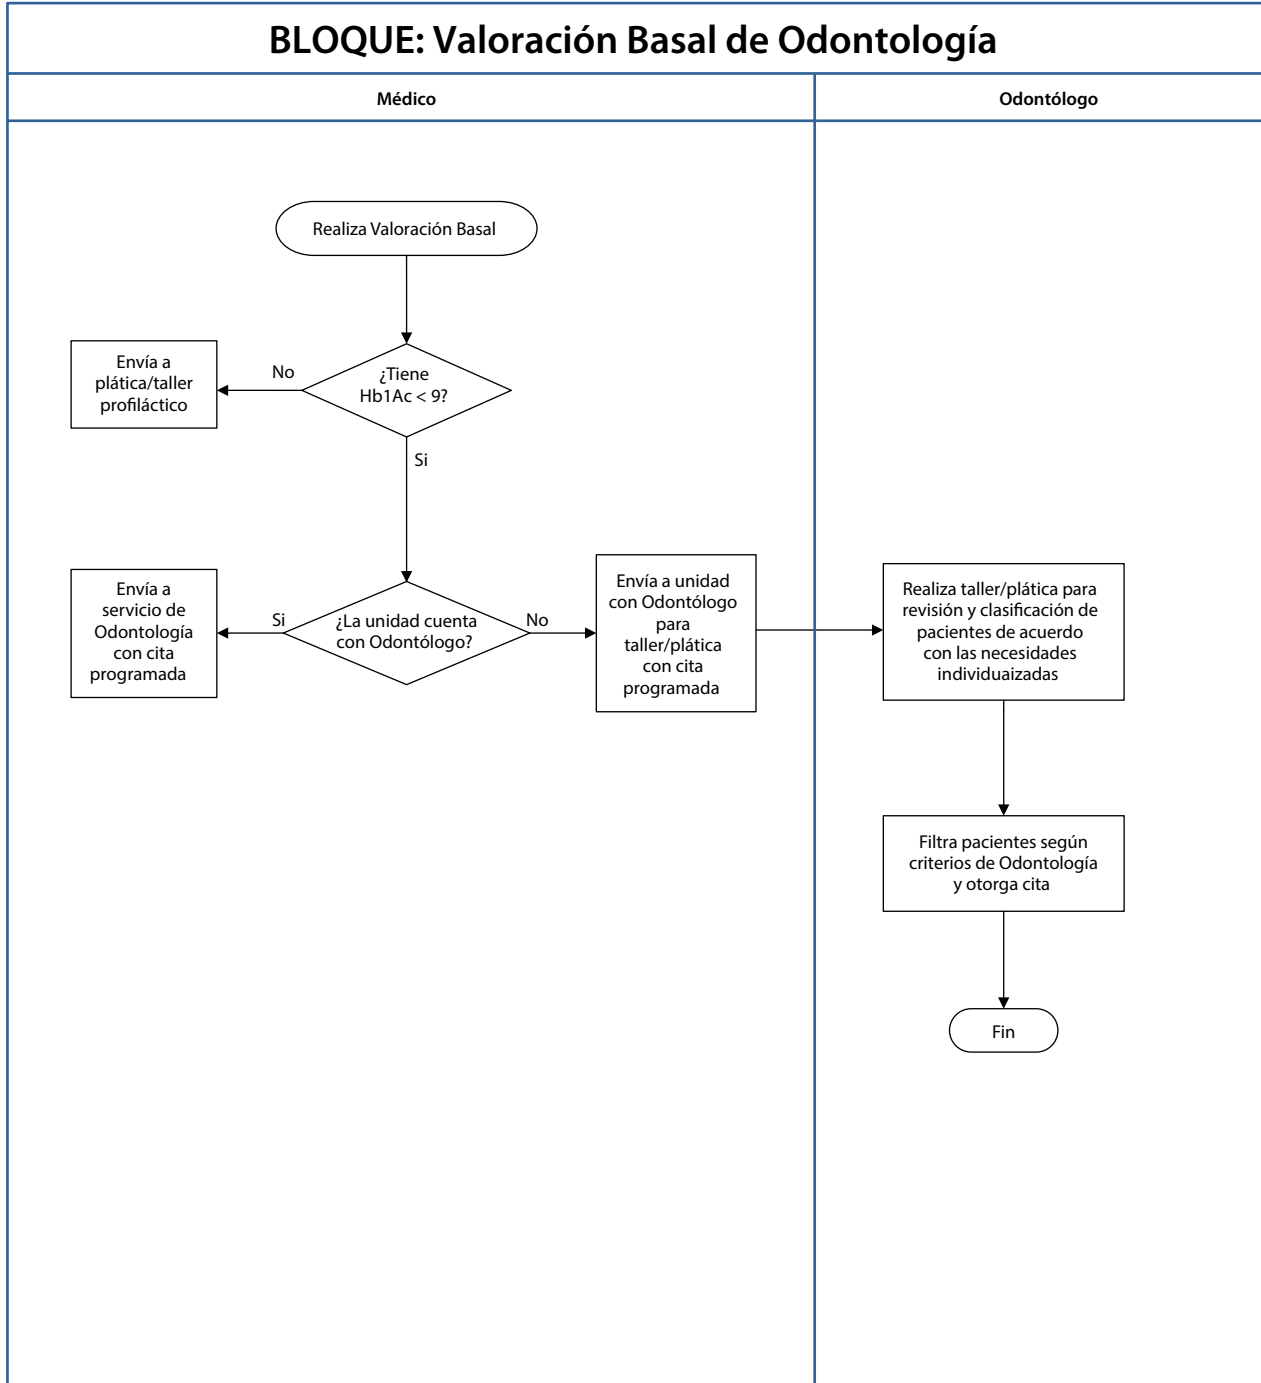 BLOQUE: Valoración Basal de Odontología
Médico
Odontólogo
Realiza Valoración Basal
Envía a
plática/taller
profiláctico
No
¿Tiene
Hb1Ac < 9?
Si
Envía a
servicio de
Odontología
con cita
programada
Si
¿La unidad cuenta
con Odontólogo?
No
Envía a unidad
con Odontólogo
para
taller/plática
con cita
programada
Realiza taller/plática para
revisión y clasificación de
pacientes de acuerdo
con las necesidades
individuaizadas
Filtra pacientes según
criterios de Odontología
y otorga cita
Fin